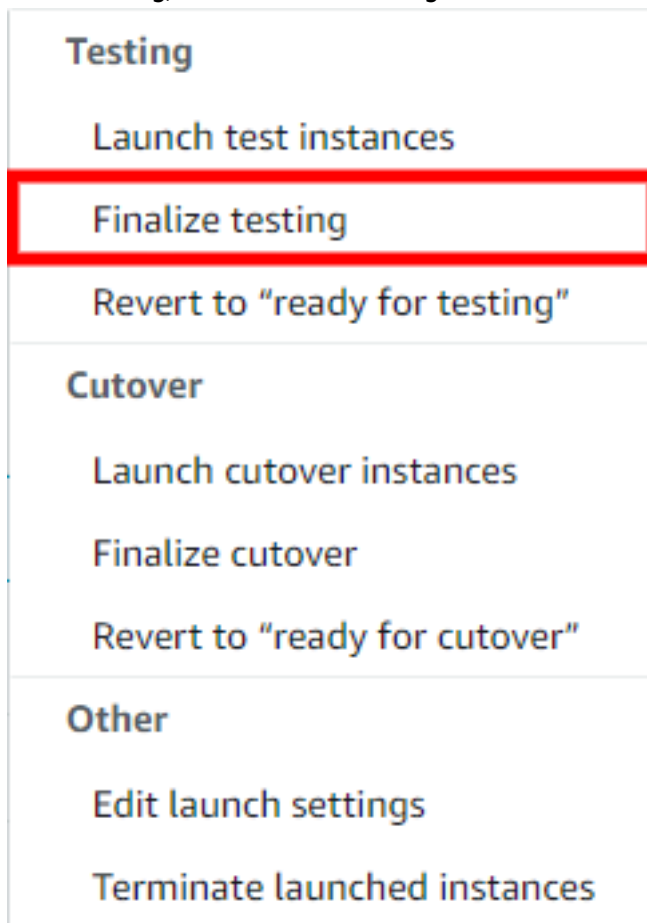 Testing
Launch test instances
Finalize testing
Revert to “ready for testing”
Cutover
Launch cutover instances
Finalize cutover
Revert to “ready for cutover”
Other
Edit launch settings
Terminate launched instances